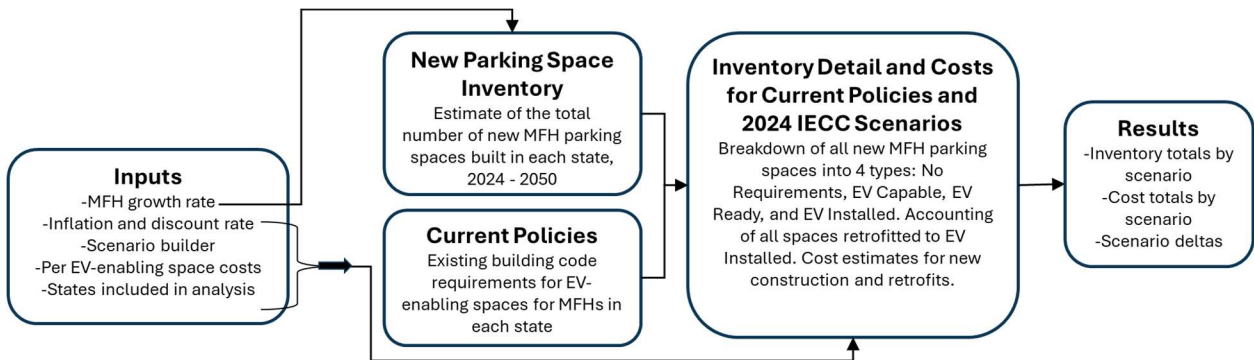 Inputs
-MFH growth rate
-Inflation and discount rate
-Scenario builder
-Per EV-enabling space costs
-States included in analysis
New Parking Space
Inventory
Estimate of the total
number of new MFH parking
spaces built in each state,
2024 - 2050
Current Policies
Existing building code
requirements for EV-
enabling spaces for MFHs in
each state
Inventory Detail and Costs
for Current Policies and
2024 IECC Scenarios
Breakdown of all new MFH parking
spaces into 4 types: No
Requirements, EV Capable, EV
Ready, and EV Installed. Accounting
of all spaces retrofitted to EV
Installed. Cost estimates for new
construction and retrofits.
Results
-Inventory totals by
scenario
-Cost totals by
scenario
-Scenario deltas